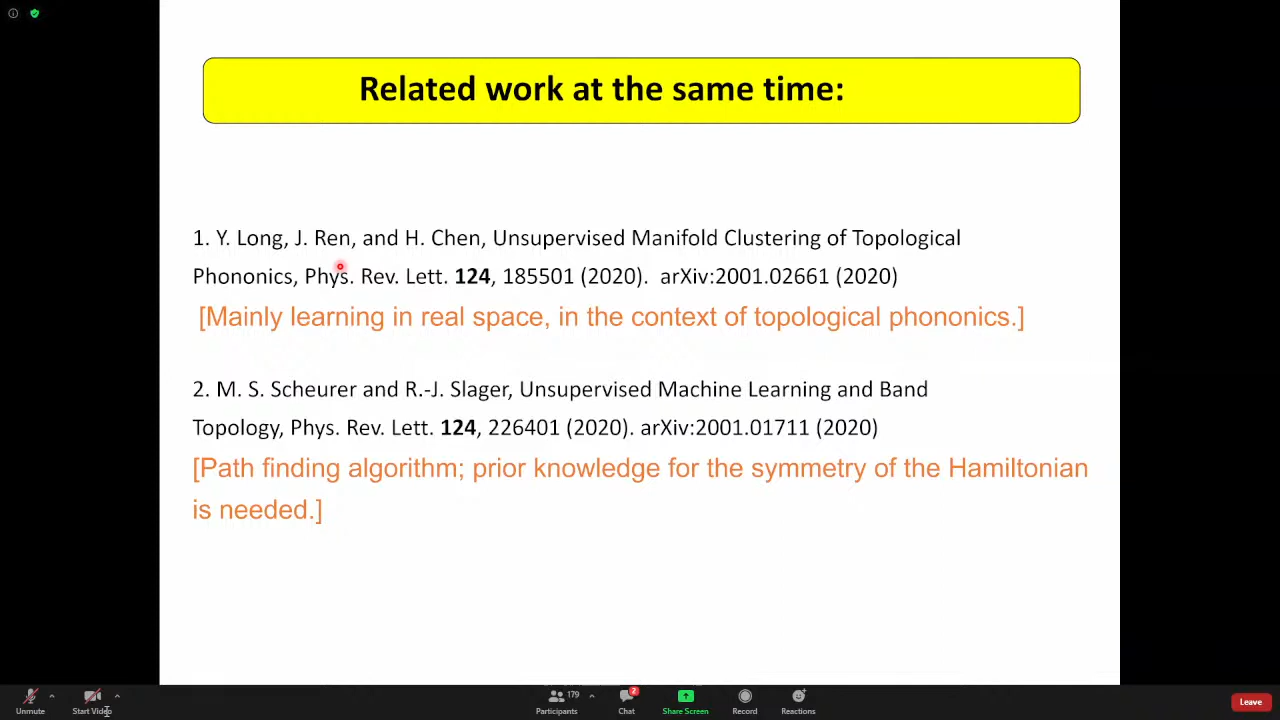 Related work at the same time:
1. Y. Long, J. Ren, and H. Chen, Unsupervised Manifold Clustering of Topological
Phononics, Phys. Rev. Lett. 124, 185501 (2020). arXiv:2001.02661 (2020)
[Mainly learning in real space, in the context of topological phononics.]
2. M. S. Scheurer and R.-J. Slager, Unsupervised Machine Learning and Band
Topology, Phys. Rev. Lett. 124, 226401 (2020). arXiv:2001.01711 (2020)
[Path finding algorithm; prior knowledge for the symmetry of the Hamiltonian
is needed.]
179 2
Unmute Start Video Participants Chat Share Screen Record Reactions Leave